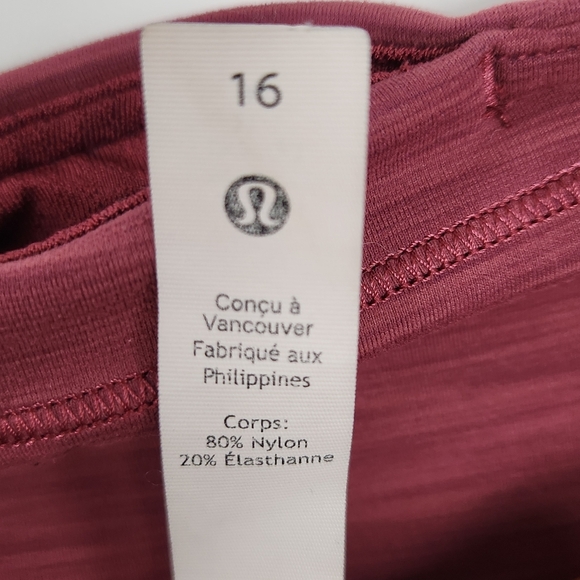 16
Conçu à
Vancouver
Fabriqué aux
Philippines
Corps:
80% Nylon
20% Élasthanne